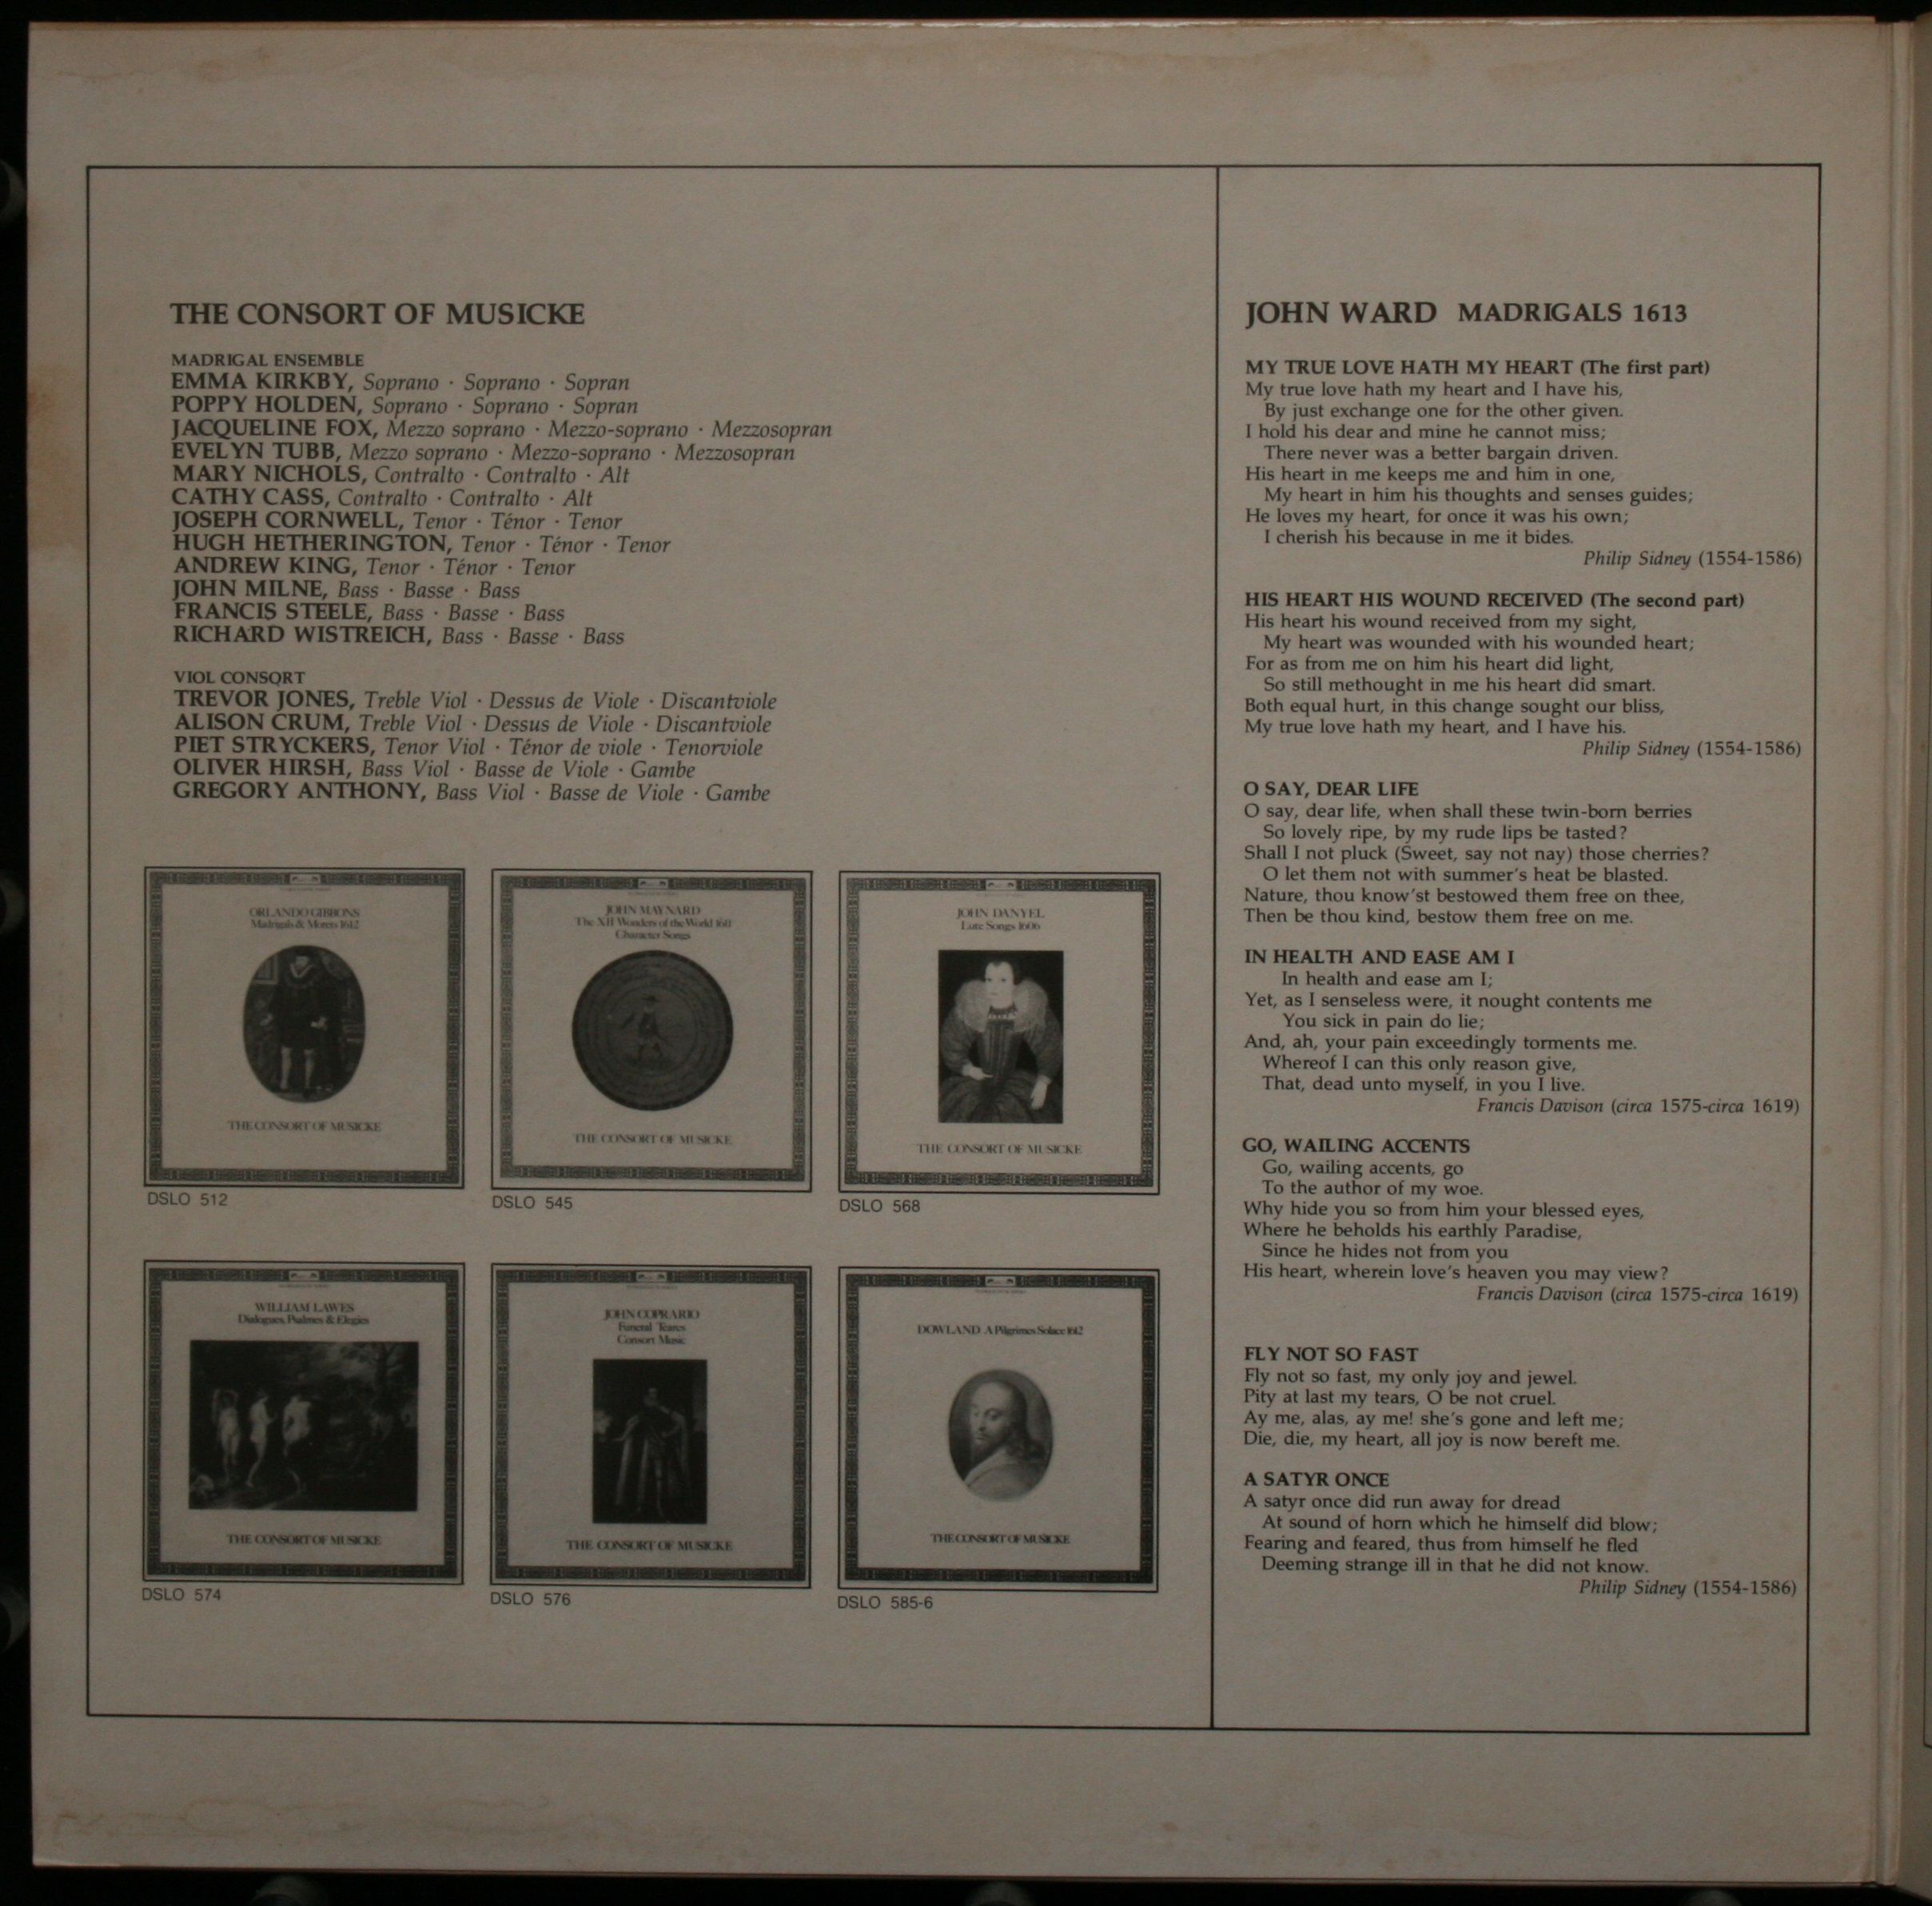 THE CONSORT OF MUSICKE
MADRIGAL ENSEMBLE
EMMA KIRKBY, Soprano · Soprano · Sopran
POPPY HOLDEN, Soprano · Soprano · Sopran
JACQUELINE FOX, Mezzo soprano · Mezzo-soprano · Mezzosopran
EVELYN TUBB, Mezzo soprano · Mezzo-soprano · Mezzosopran
MARY NICHOLS, Contralto · Contralto · Alt
CATHY CASS, Contralto · Contralto · Alt
JOSEPH CORNWELL, Tenor · Ténor · Tenor
HUGH HETHERINGTON, Tenor · Ténor · Tenor
ANDREW KING, Tenor · Ténor · Tenor
JOHN MILNE, Bass · Basse · Bass
FRANCIS STEELE, Bass · Basse · Bass
RICHARD WISTREICH, Bass · Basse · Bass
VIOL CONSORT
TREVOR JONES, Treble Viol · Dessus de Viole · Discantviole
ALISON CRUM, Treble Viol · Dessus de Viole · Discantviole
PIET STRYCKERS, Tenor Viol · Ténor de viole · Tenorviole
OLIVER HIRSH, Bass Viol · Basse de Viole · Gambe
GREGORY ANTHONY, Bass Viol · Basse de Viole · Gambe
ORLANDO GIBBONS
Madrigals & Motets 1612
THE CONSORT OF MUSICKE
DSLO 512
JOHN MAYNARD
The XII Wonders of the World 1611
Character Songs
THE CONSORT OF MUSICKE
DSLO 545
JOHN DANYEL
Lute Songs 1606
THE CONSORT OF MUSICKE
DSLO 568
WILLIAM LAWES
Dialogues, Psalmes & Elegies
THE CONSORT OF MUSICKE
DSLO 574
JOHN COPRARIO
Funeral Teares
Consort Music
THE CONSORT OF MUSICKE
DSLO 576
DOWLAND A Pilgrimes Solace 1612
THE CONSORT OF MUSICKE
DSLO 585-6
JOHN WARD MADRIGALS 1613
MY TRUE LOVE HATH MY HEART (The first part)
My true love hath my heart and I have his,
By just exchange one for the other given.
I hold his dear and mine he cannot miss;
There never was a better bargain driven.
His heart in me keeps me and him in one,
My heart in him his thoughts and senses guides;
He loves my heart, for once it was his own;
I cherish his because in me it bides.
Philip Sidney (1554-1586)
HIS HEART HIS WOUND RECEIVED (The second part)
His heart his wound received from my sight,
My heart was wounded with his wounded heart;
For as from me on him his heart did light,
So still methought in me his heart did smart.
Both equal hurt, in this change sought our bliss,
My true love hath my heart, and I have his.
Philip Sidney (1554-1586)
O SAY, DEAR LIFE
O say, dear life, when shall these twin-born berries
So lovely ripe, by my rude lips be tasted?
Shall I not pluck (Sweet, say not nay) those cherries?
O let them not with summer's heat be blasted.
Nature, thou know'st bestowed them free on thee,
Then be thou kind, bestow them free on me.
IN HEALTH AND EASE AM I
In health and ease am I;
Yet, as I senseless were, it nought contents me
You sick in pain do lie;
And, ah, your pain exceedingly torments me.
Whereof I can this only reason give,
That, dead unto myself, in you I live.
Francis Davison (circa 1575-circa 1619)
GO, WAILING ACCENTS
Go, wailing accents, go
To the author of my woe.
Why hide you so from him your blessed eyes,
Where he beholds his earthly Paradise,
Since he hides not from you
His heart, wherein love's heaven you may view?
Francis Davison (circa 1575-circa 1619)
FLY NOT SO FAST
Fly not so fast, my only joy and jewel.
Pity at last my tears, O be not cruel.
Ay me, alas, ay me! she's gone and left me;
Die, die, my heart, all joy is now bereft me.
A SATYR ONCE
A satyr once did run away for dread
At sound of horn which he himself did blow;
Fearing and feared, thus from himself he fled
Deeming strange ill in that he did not know.
Philip Sidney (1554-1586)